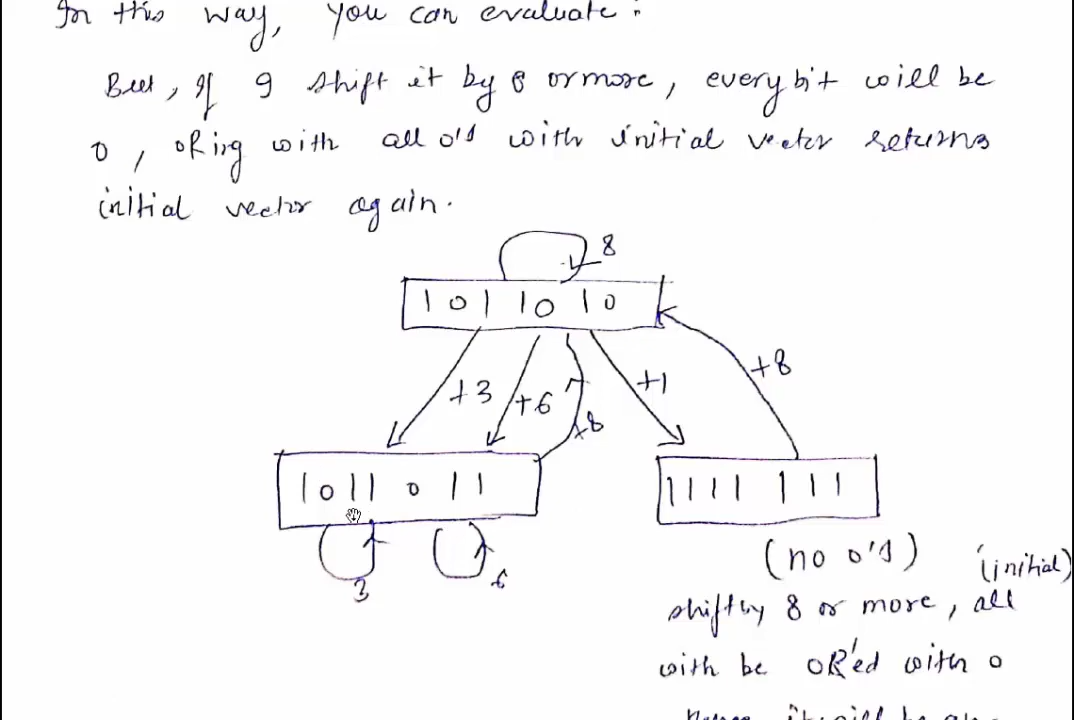 In this way, you can evaluate :
But, If I shift it by 8 or more, every bit will be
0, ORing with all 0's with initial vector returns
initial vector again.
8
1 0 1 1 0 1 0
+3 +6 +8 +1 +8
1 0 1 1 0 1 1
1 1 1 1 1 1 1
3 6
(no 0's) (initial)
shift by 8 or more, all
with be OR'ed with 0